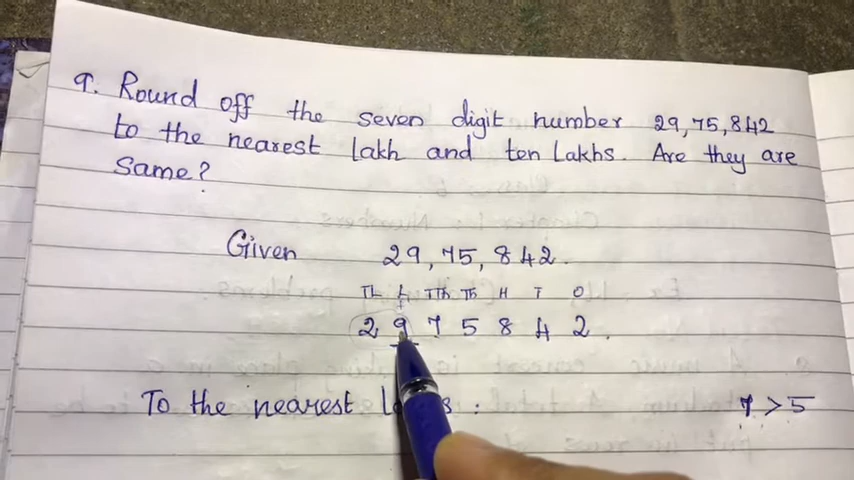 9. Round off the seven digit number 29,75,842
to the nearest lakh and ten Lakhs. Are they are
same?
Given 29,75,842.
TL L TTh Th H T O
2 9 7 5 8 4 2.
To the nearest : 7 > 5